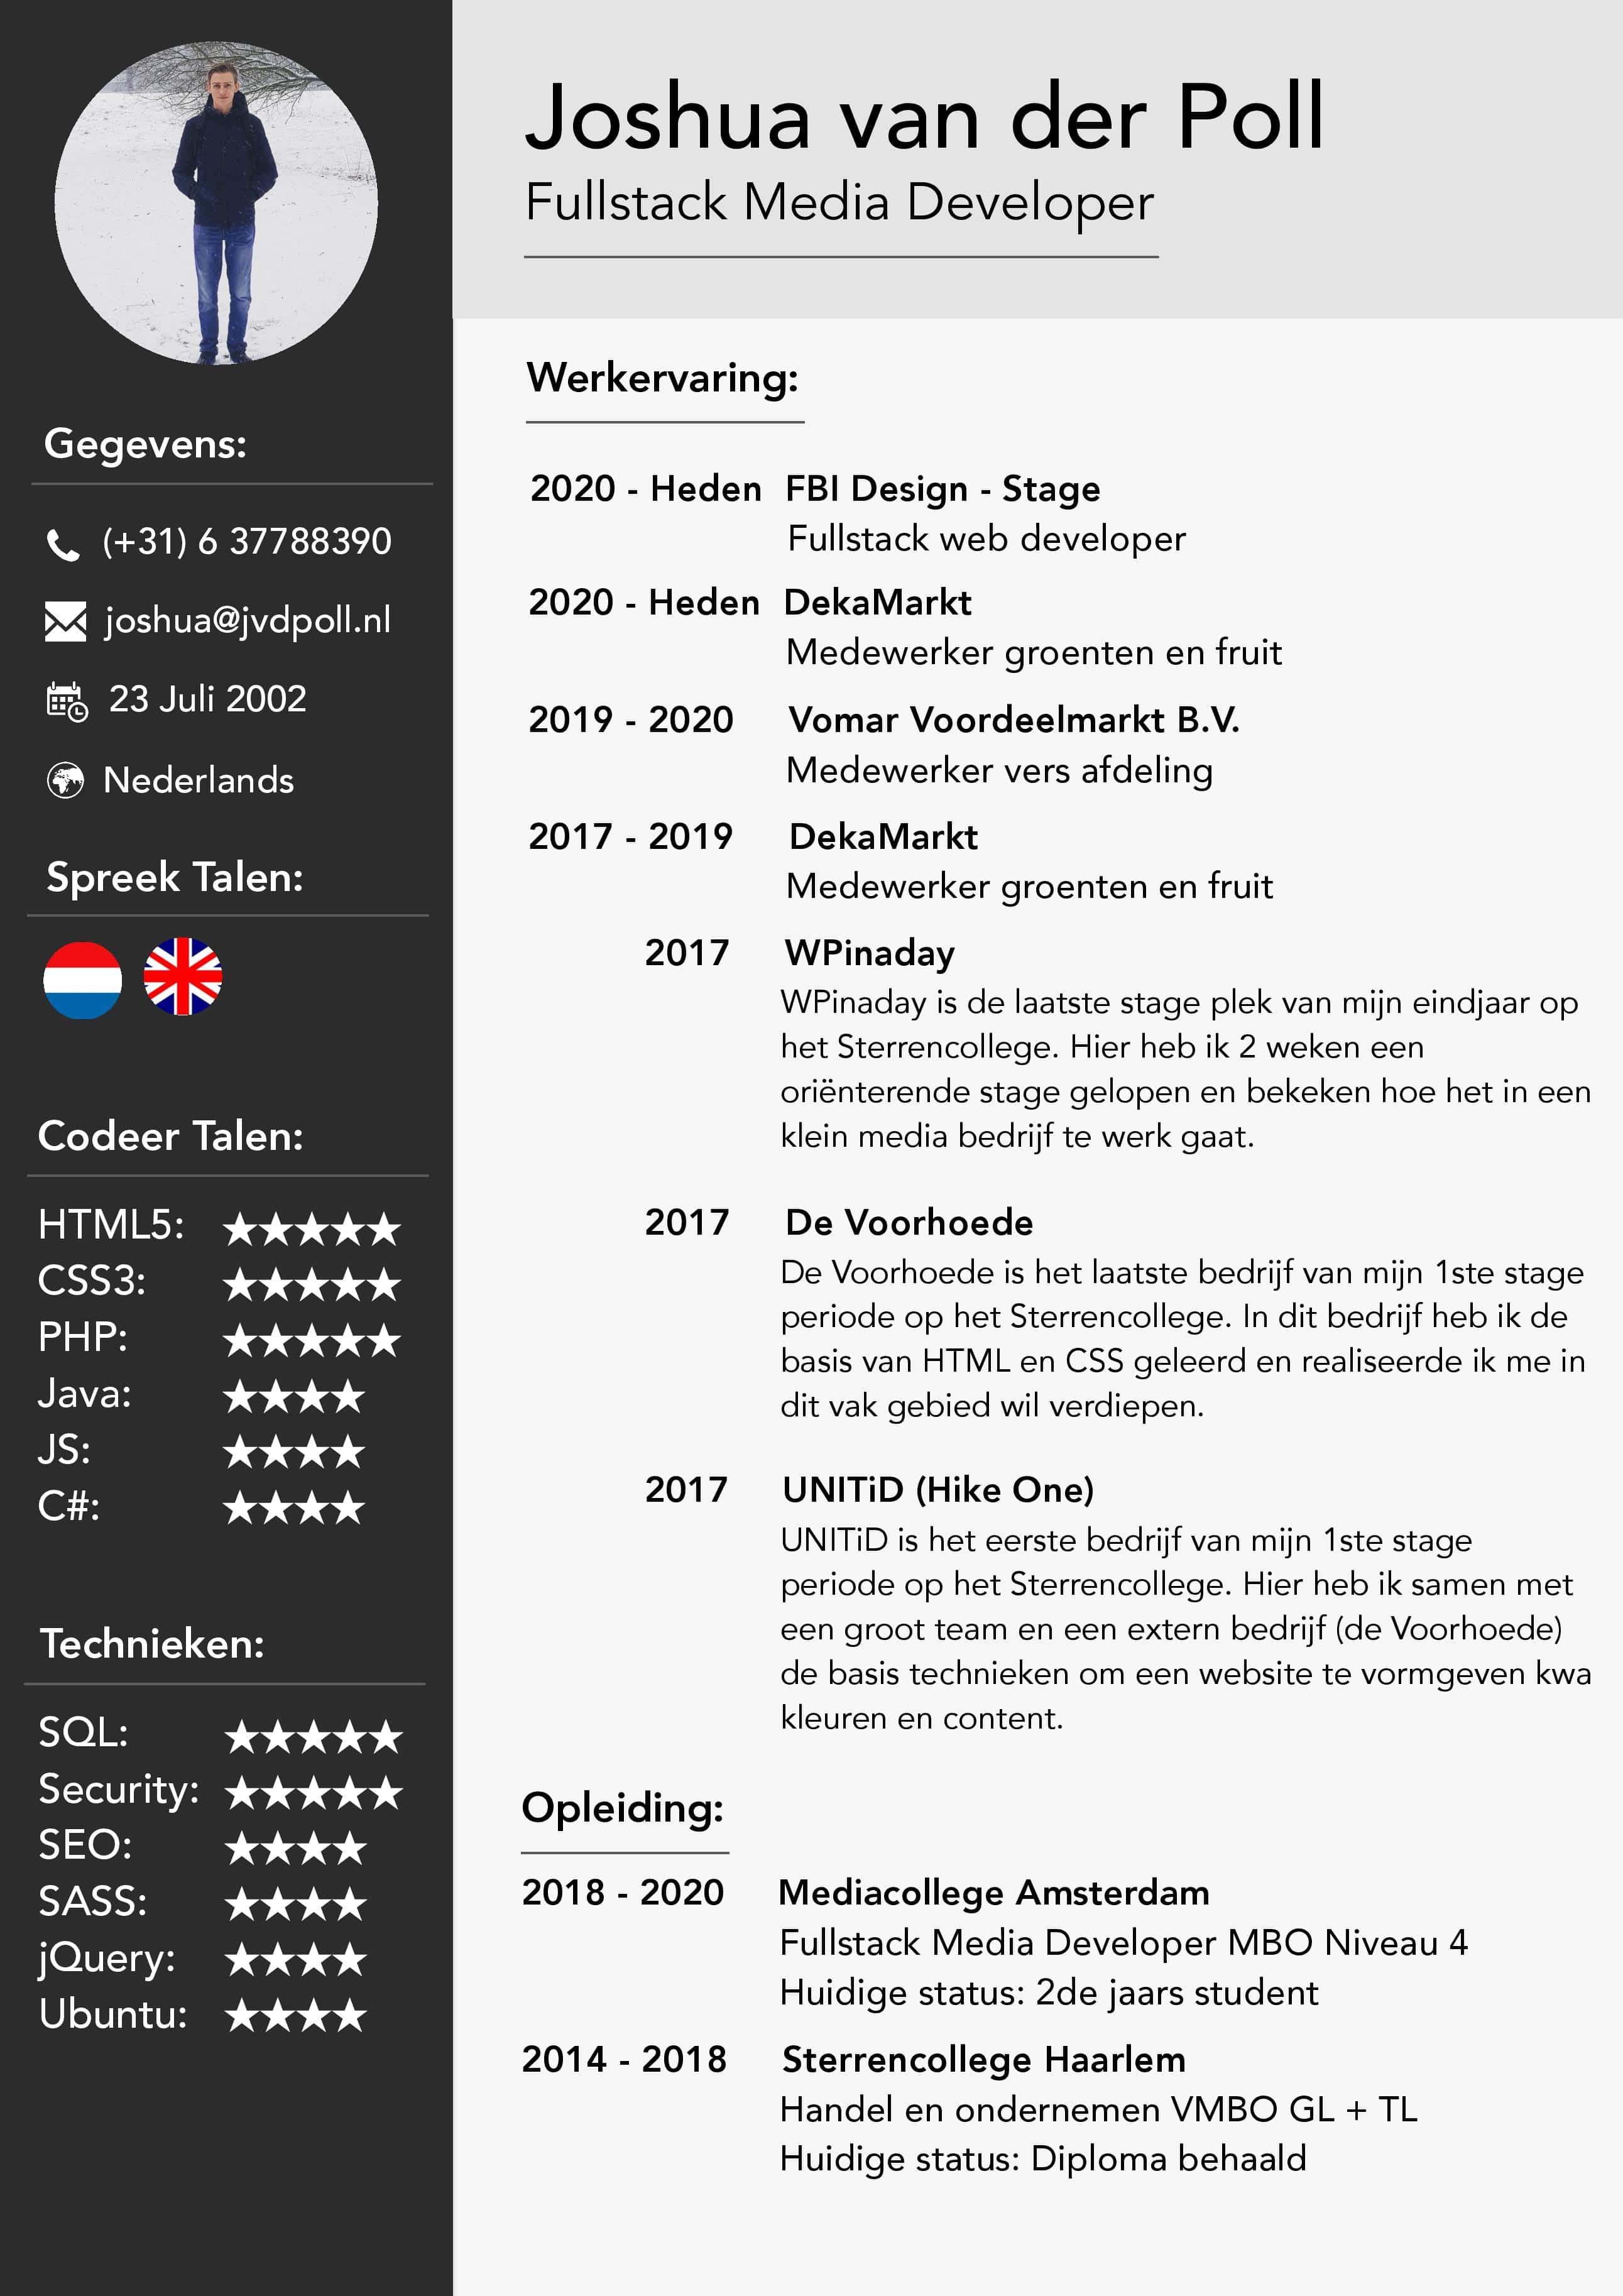 Joshua van der Poll
Fullstack Media Developer
Gegevens:
(+31) 6 37788390
joshua@jvdpoll.nl
23 Juli 2002
Nederlands
Spreek Talen:
Codeer Talen:
HTML5: ★★★★★
CSS3: ★★★★★
PHP: ★★★★★
Java: ★★★★
JS: ★★★★
C#: ★★★★
Technieken:
SQL: ★★★★★
Security: ★★★★★
SEO: ★★★★
SASS: ★★★★
jQuery: ★★★★
Ubuntu: ★★★★
Werkervaring:
2020 - Heden FBI Design - Stage
Fullstack web developer
2020 - Heden DekaMarkt
Medewerker groenten en fruit
2019 - 2020 Vomar Voordeelmarkt B.V.
Medewerker vers afdeling
2017 - 2019 DekaMarkt
Medewerker groenten en fruit
2017 WPinaday
WPinaday is de laatste stage plek van mijn eindjaar op
het Sterrencollege. Hier heb ik 2 weken een
oriënterende stage gelopen en bekeken hoe het in een
klein media bedrijf te werk gaat.
2017 De Voorhoede
De Voorhoede is het laatste bedrijf van mijn 1ste stage
periode op het Sterrencollege. In dit bedrijf heb ik de
basis van HTML en CSS geleerd en realiseerde ik me in
dit vak gebied wil verdiepen.
2017 UNITiD (Hike One)
UNITiD is het eerste bedrijf van mijn 1ste stage
periode op het Sterrencollege. Hier heb ik samen met
een groot team en een extern bedrijf (de Voorhoede)
de basis technieken om een website te vormgeven kwa
kleuren en content.
Opleiding:
2018 - 2020 Mediacollege Amsterdam
Fullstack Media Developer MBO Niveau 4
Huidige status: 2de jaars student
2014 - 2018 Sterrencollege Haarlem
Handel en ondernemen VMBO GL + TL
Huidige status: Diploma behaald